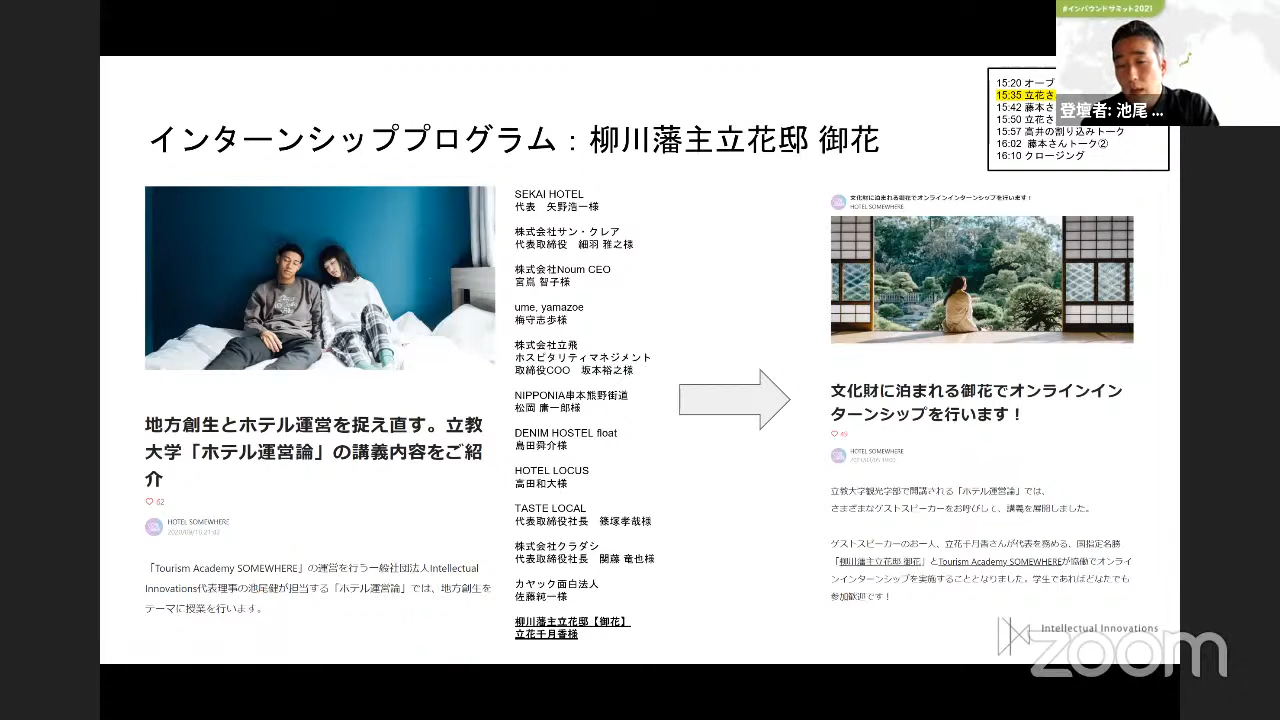 #インバウンドサミット2021
登壇者: 池尾 ...
15:20 オープ
15:35 立花さ
15:42 藤本さ
15:50 立花さ
15:57 高井の割り込みトーク
16:02 藤本さんトーク②
16:10 クロージング
インターンシッププログラム：柳川藩主立花邸 御花
地方創生とホテル運営を捉え直す。立教
大学「ホテル運営論」の講義内容をご紹
介
62
HOTEL SOMEWHERE
「Tourism Academy SOMEWHERE」の運営を行う一般社団法人Intellectual
Innovations代表理事の池尾健が担当する「ホテル運営論」では、地方創生を
テーマに授業を行います。
SEKAI HOTEL
代表　矢野浩一様
株式会社サン・クレア
代表取締役　細羽 雅之様
株式会社Noum CEO
宮嶌 智子様
ume, yamazoe
梅守志歩様
株式会社立飛
ホスピタリティマネジメント
取締役COO　坂本裕之様
NIPPONIA串本熊野街道
松岡 庸一郎様
DENIM HOSTEL float
島田舜介様
HOTEL LOCUS
高田和大様
TASTE LOCAL
代表取締役社長　篠塚孝哉様
株式会社クラダシ
代表取締役社長　関藤 竜也様
カヤック面白法人
佐藤純一様
柳川藩主立花邸【御花】
立花千月香様
文化財に泊まれる御花でオンラインインターンシップを行います！
HOTEL SOMEWHERE
文化財に泊まれる御花でオンラインイン
ターンシップを行います！
45
HOTEL SOMEWHERE
立教大学観光学部で開講される「ホテル運営論」では、
さまざまなゲストスピーカーをお呼びして、講義を展開しました。
ゲストスピーカーのお一人、立花千月香さんが代表を務める、国指定名勝
「柳川藩主立花邸 御花」とTourism Academy SOMEWHEREが協働でオンライ
ンインターンシップを実施することとなりました。学生であればどなたでも
参加歓迎です！
Intellectual Innovations
zoom